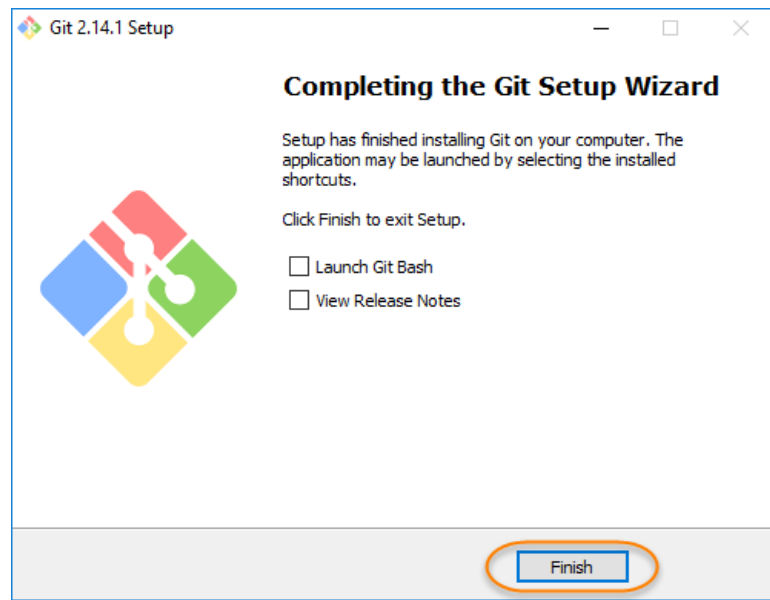 Git 2.14.1 Setup
Completing the Git Setup Wizard
Setup has finished installing Git on your computer. The
application may be launched by selecting the installed
shortcuts.
Click Finish to exit Setup.
Launch Git Bash
View Release Notes
Finish